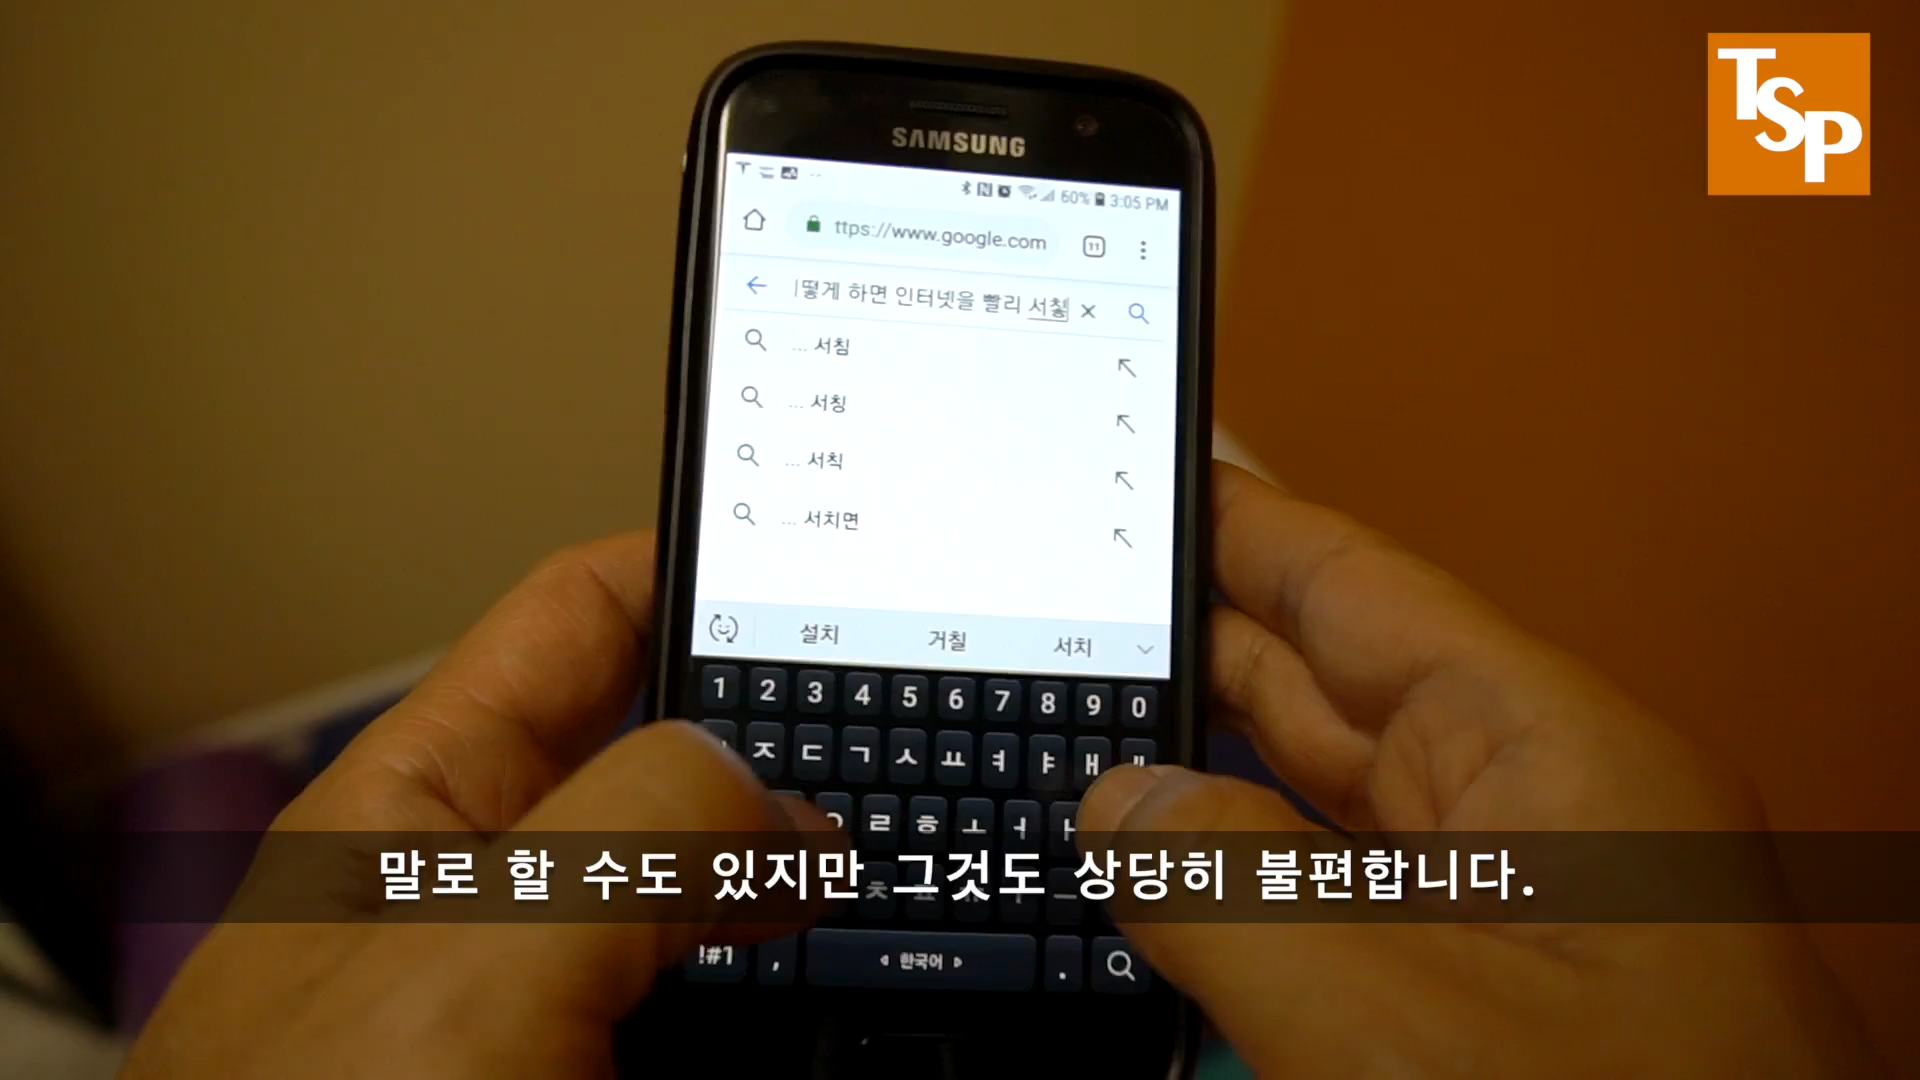 TSP
SAMSUNG
60% 3:05 PM
ttps://www.google.com
11
떻게 하면 인터넷을 빨리 서칳
... 서침
... 서칭
... 서칙
... 서치면
설치 거칠 서치
1 2 3 4 5 6 7 8 9 0
ㅈ ㄷ ㄱ ㅅ ㅛ ㅕ ㅑ ㅐ ㅔ
ㄹ ㅎ ㅗ ㅓ ㅏ
말로 할 수도 있지만 그것도 상당히 불편합니다.
ㅊ ㅍ ㅠ ㅜ ㅡ
!#1 , 한국어 .